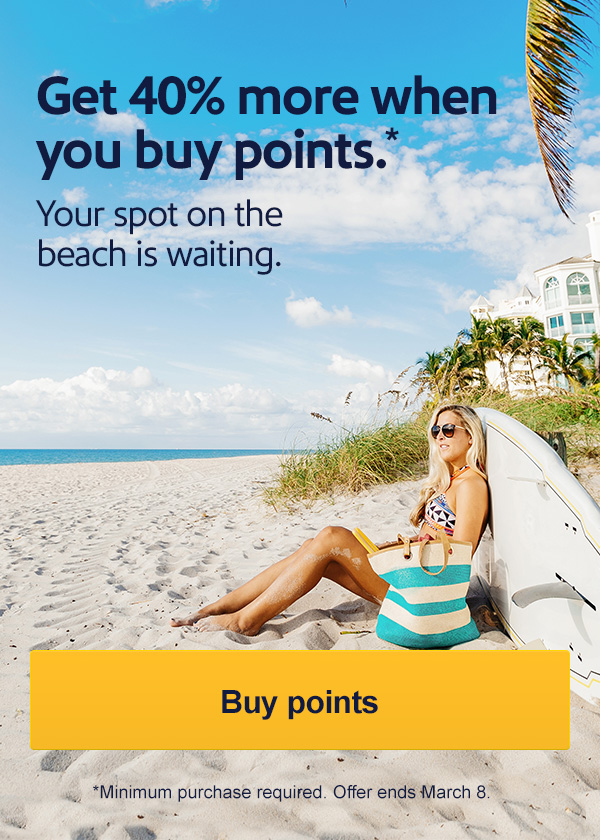 Get 40% more when
you buy points.*
Your spot on the
beach is waiting.
Buy points
*Minimum purchase required. Offer ends March 8.